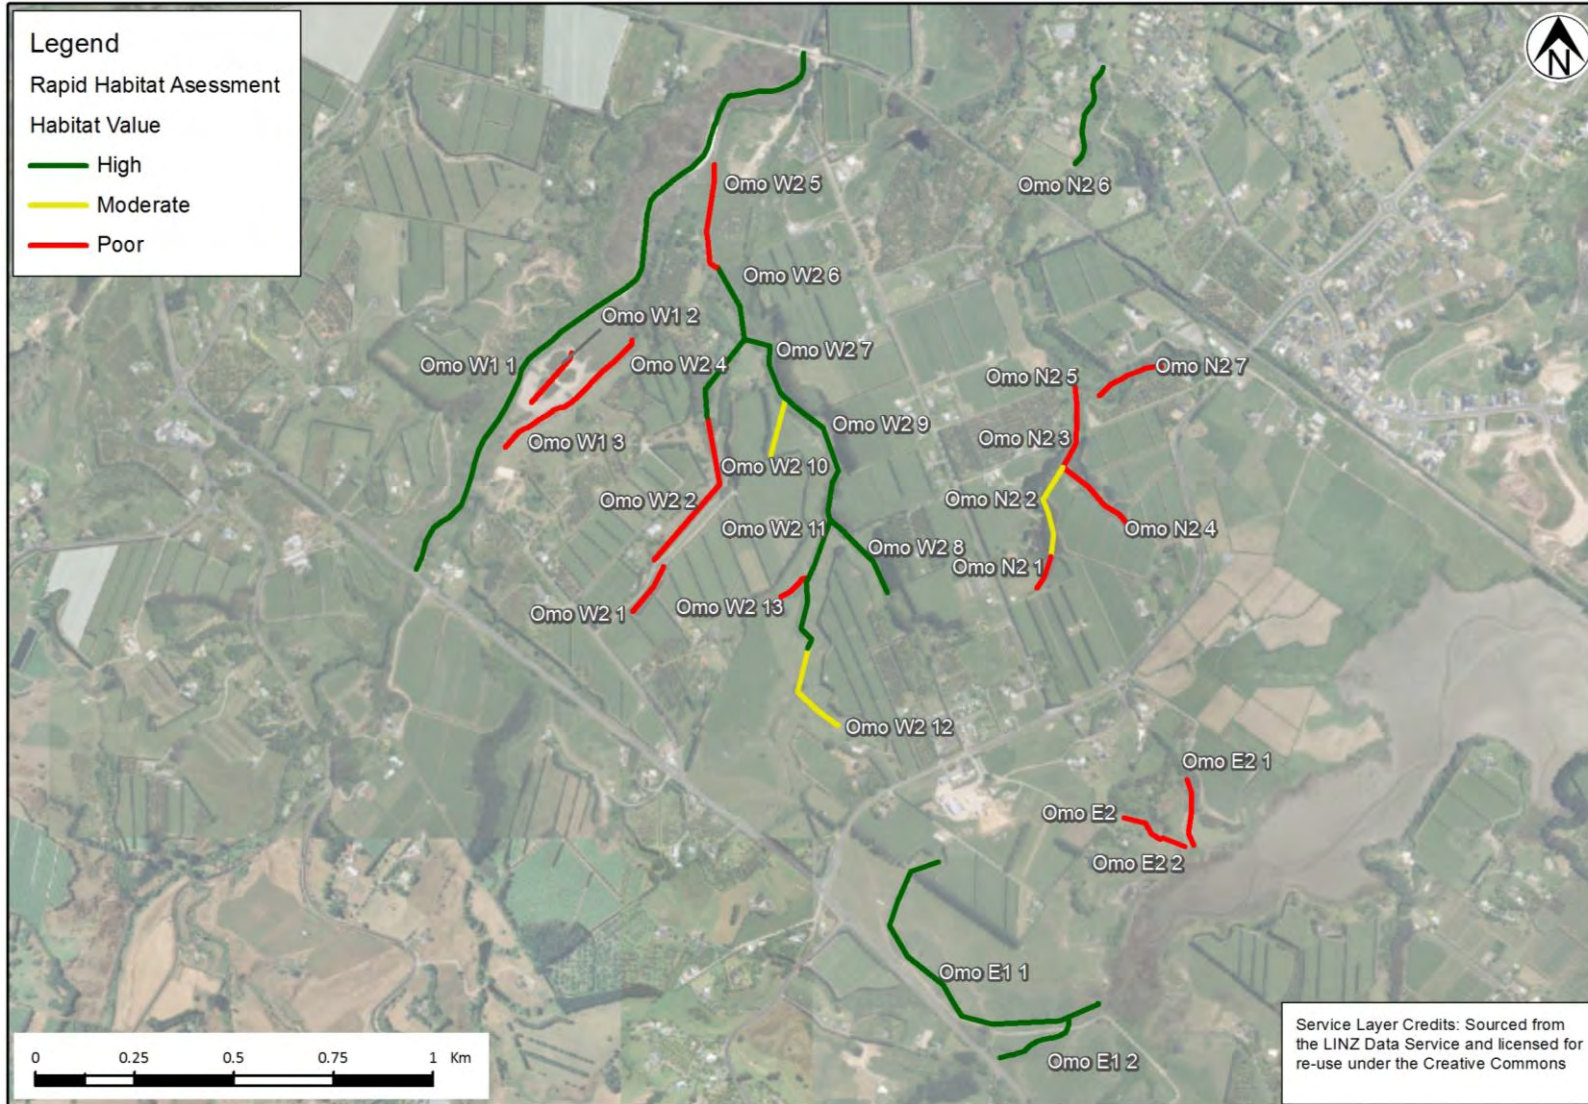 Legend
Rapid Habitat Asessment
Habitat Value
High
Moderate
Poor
N
Omo W2 5
Omo N2 6
Omo W2 6
Omo W1 2
Omo W1 1
Omo W2 4
Omo W2 7
Omo N2 5
Omo N2 7
Omo W1 3
Omo W2 9
Omo N2 3
Omo W2 10
Omo W2 2
Omo N2 2
Omo W2 11
Omo N2 4
Omo W2 8
Omo N2 1
Omo W2 1
Omo W2 13
Omo W2 12
Omo E2 1
Omo E2
Omo E2 2
Omo E1 1
Omo E1 2
0 0.25 0.5 0.75 1 Km
Service Layer Credits: Sourced from
the LINZ Data Service and licensed for
re-use under the Creative Commons